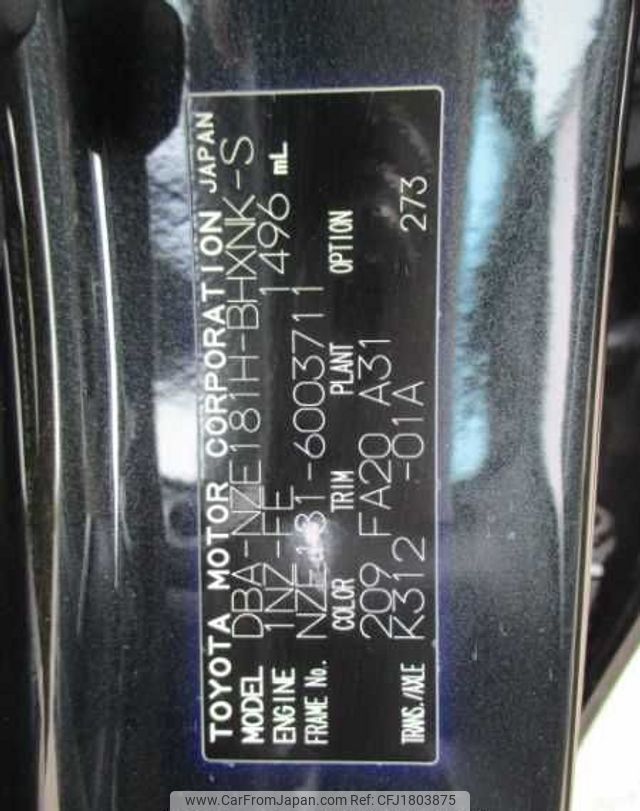 TOYOTA MOTOR CORPORATION JAPAN
MODEL DBA-NZE181H-BHXNK-S
ENGINE 1NZ-FE 1496 mL
FRAME No. NZE181-6003711
COLOR TRIM PLANT OPTION
209 FA20 A31
TRANS./AXLE K312 -01A 273
www.CarFromJapan.com CFJ1803875